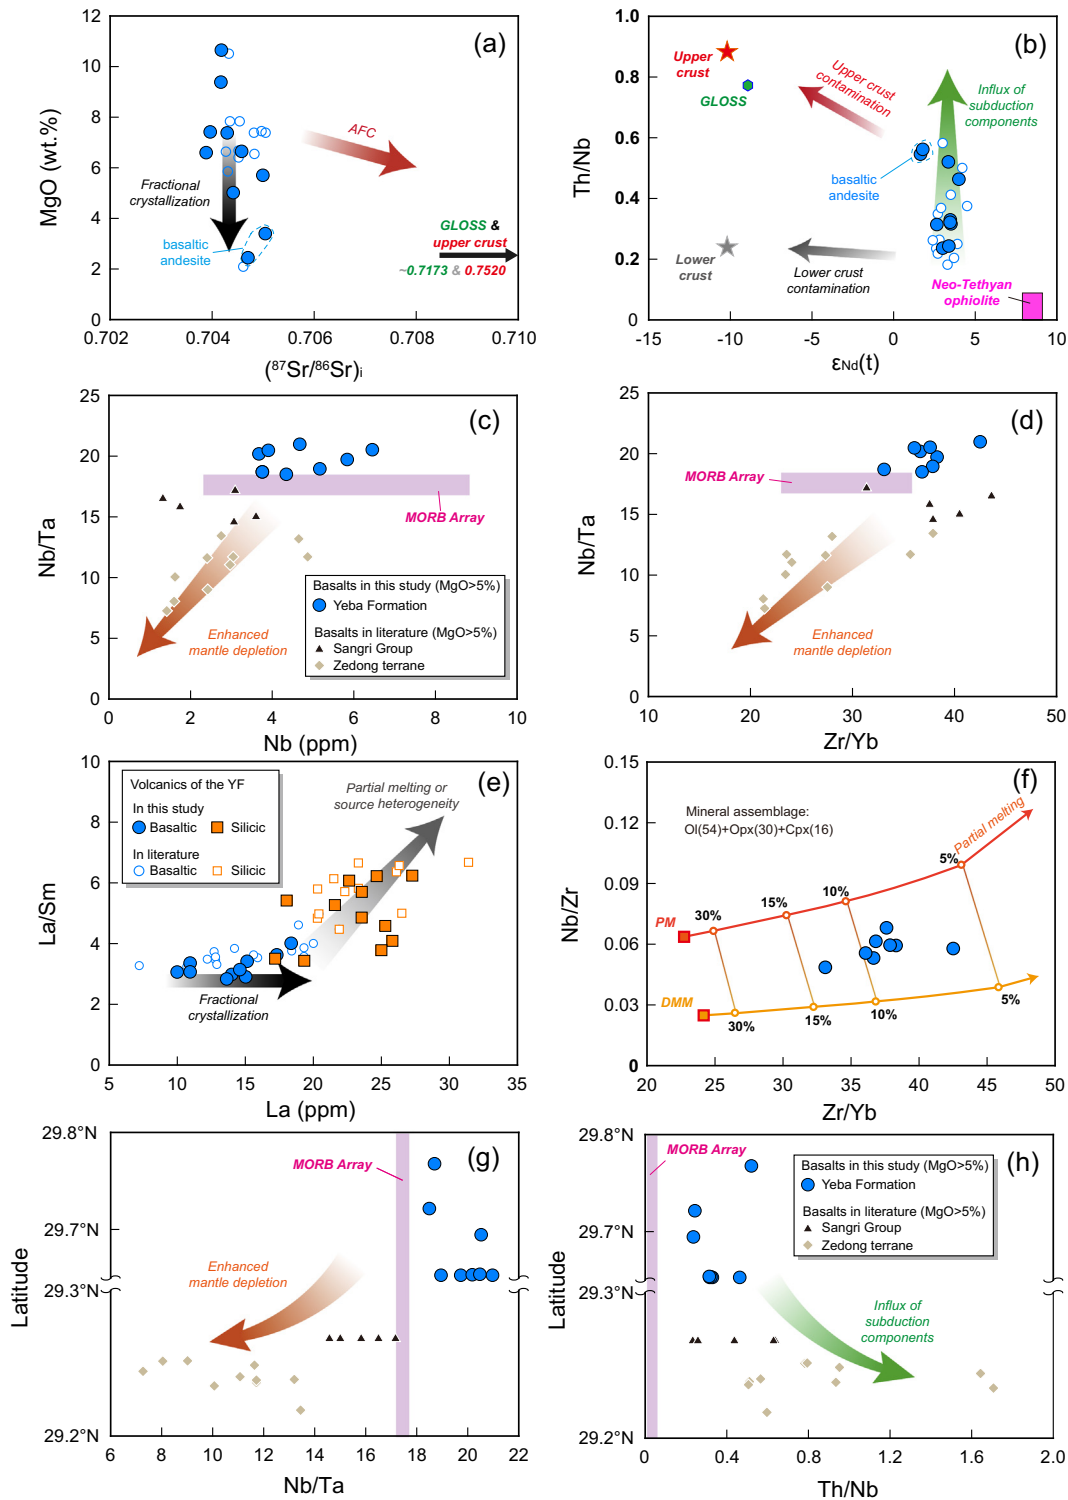 (a)
12
10
8
6
4
2
0
MgO (wt.%)
AFC
Fractional
crystallization
basaltic
andesite
GLOSS &
upper crust
~0.7173 & 0.7520
0.702
0.704
0.706
0.708
0.710
(⁸⁷Sr/⁸⁶Sr)i
(b)
1.0
0.8
0.6
0.4
0.2
0
Th/Nb
Upper
crust
GLOSS
Upper crust
contamination
Influx of
subduction
components
basaltic
andesite
Lower
crust
Lower crust
contamination
Neo-Tethyan
ophiolite
-15
-10
-5
0
5
10
εNd(t)
(c)
25
20
15
10
5
0
Nb/Ta
MORB Array
Enhanced
mantle depletion
Basalts in this study (MgO>5%)
Yeba Formation
Basalts in literature (MgO>5%)
Sangri Group
Zedong terrane
0
2
4
6
8
10
Nb (ppm)
(d)
25
20
15
10
5
0
Nb/Ta
MORB Array
Enhanced
mantle depletion
10
20
30
40
50
Zr/Yb
(e)
10
8
6
4
2
0
La/Sm
Volcanics of the YF
In this study
Basaltic
Silicic
In literature
Basaltic
Silicic
Partial melting or
source heterogeneity
Fractional
crystallization
5
10
15
20
25
30
35
La (ppm)
(f)
0.15
0.12
0.09
0.06
0.03
0
Nb/Zr
Mineral assemblage:
Ol(54)+Opx(30)+Cpx(16)
Partial melting
PM
30%
15%
10%
5%
DMM
30%
15%
10%
5%
20
25
30
35
40
45
50
Zr/Yb
(g)
29.8°N
29.7°N
29.3°N
29.2°N
Latitude
MORB Array
Enhanced
mantle depletion
6
8
10
12
14
16
18
20
22
Nb/Ta
(h)
29.8°N
29.7°N
29.3°N
29.2°N
Latitude
MORB Array
Basalts in this study (MgO>5%)
Yeba Formation
Basalts in literature (MgO>5%)
Sangri Group
Zedong terrane
Influx of
subduction
components
0
0.4
0.8
1.2
1.6
2.0
Th/Nb